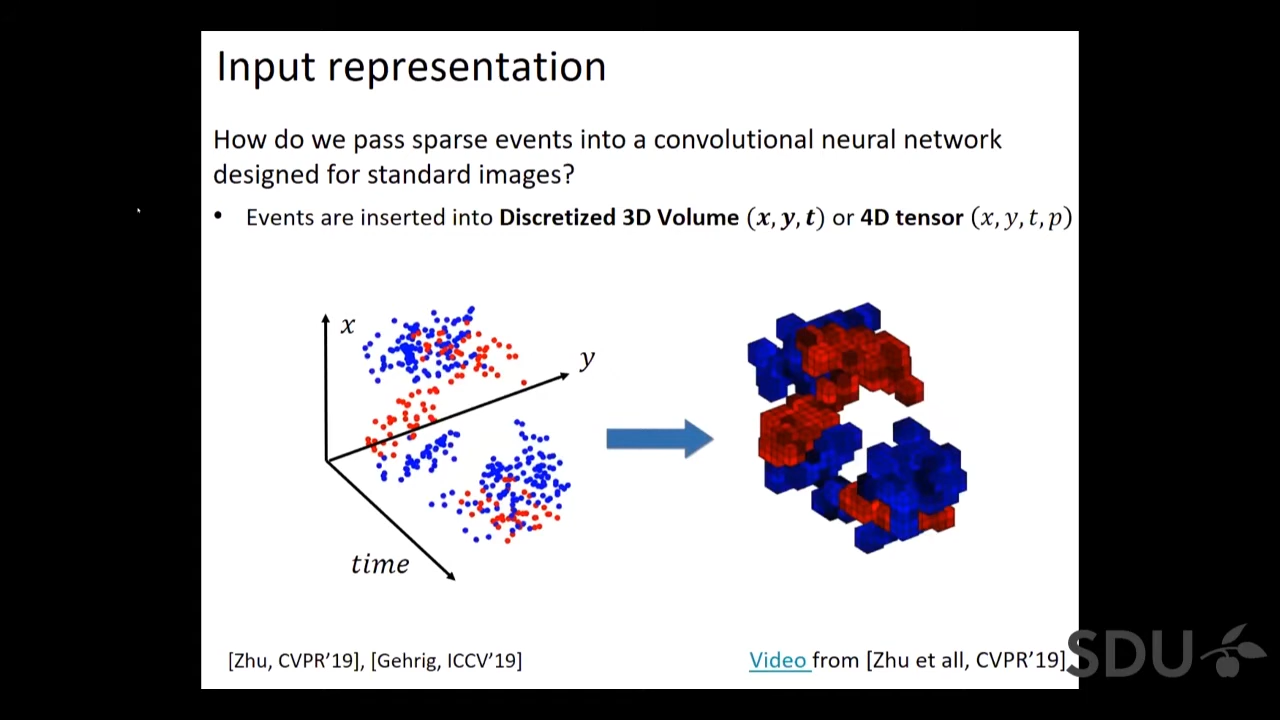 Input representation
How do we pass sparse events into a convolutional neural network
designed for standard images?
• Events are inserted into Discretized 3D Volume (x, y, t) or 4D tensor (x, y, t, p)
x
y
time
[Zhu, CVPR’19], [Gehrig, ICCV’19]
Video from [Zhu et all, CVPR’19]
SDU